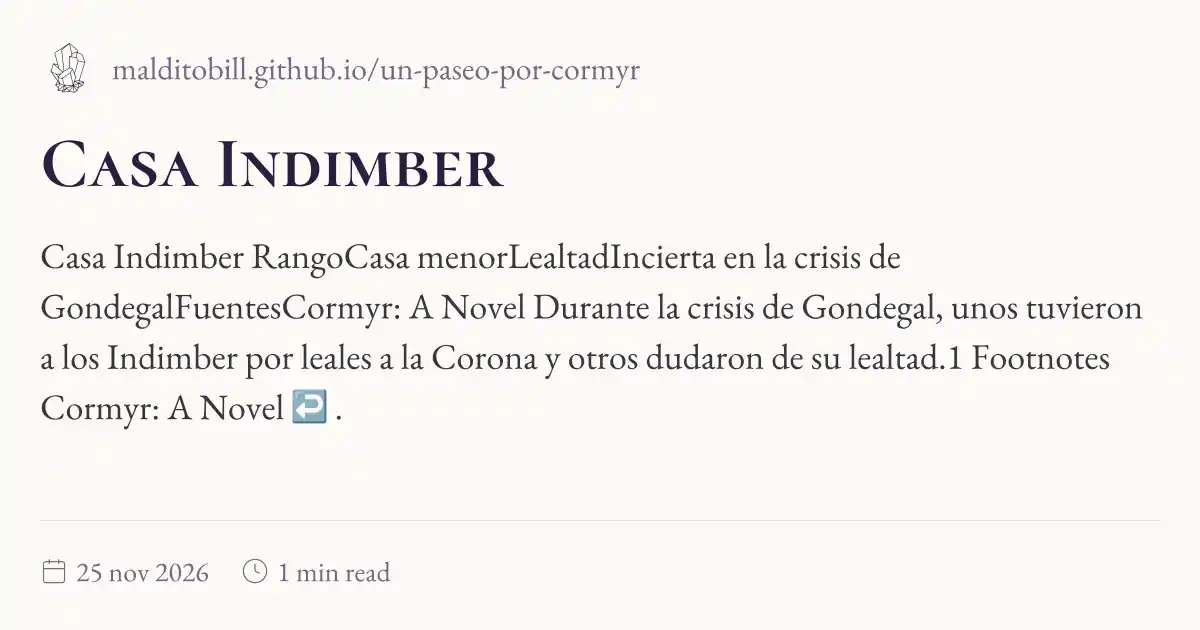 malditobill.github.io/un-paseo-por-cormyr
Casa Indimber
Casa Indimber RangoCasa menorLealtadIncierta en la crisis de
GondegalFuentesCormyr: A Novel Durante la crisis de Gondegal, unos tuvieron
a los Indimber por leales a la Corona y otros dudaron de su lealtad.1 Footnotes
Cormyr: A Novel ↩️ .
25 nov 2026 1 min read